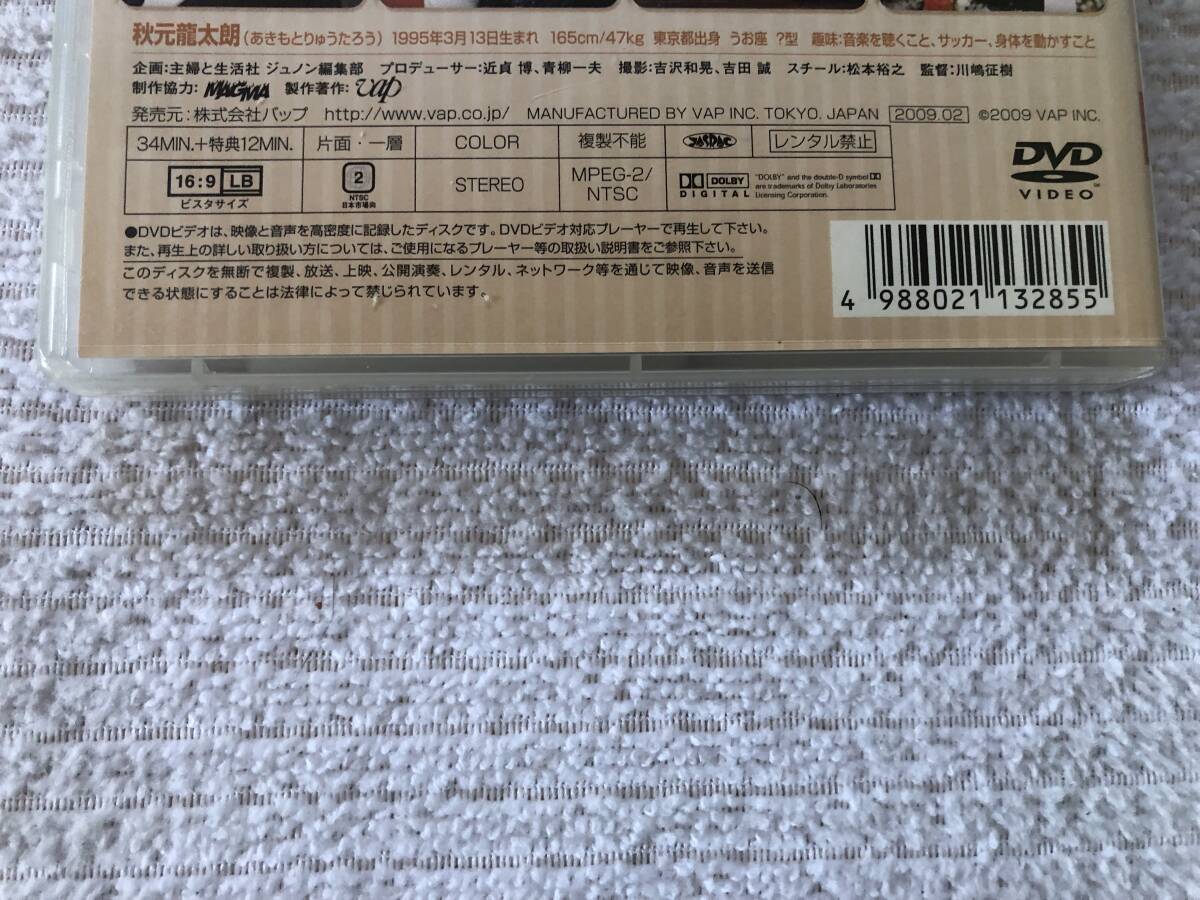 秋元龍太朗(あきもとりゅうたろう) 1995年3月13日生まれ 165cm/47kg 東京都出身 うお座 ?型 趣味:音楽を聴くこと、サッカー、身体を動かすこと
企画:主婦と生活社 ジュノン編集部 プロデューサー:近貞 博、青柳一夫 撮影:吉沢和晃、吉田 誠 スチール:松本裕之 監督:川嶋征樹
制作協力:MAGMA 製作著作:vap
発売元:株式会社バップ http://www.vap.co.jp/ MANUFACTURED BY VAP INC. TOKYO. JAPAN 2009.02 ©2009 VAP INC.
34MIN.+特典12MIN. 片面・一層 COLOR 複製不能 JASRAC レンタル禁止
16:9 LB ビスタサイズ 2 NTSC 日本市場向 STEREO MPEG-2/NTSC DOLBY DIGITAL
"DOLBY" and the double-D symbol
are trademarks of Dolby Laboratories
Licensing Corporation.
DVD VIDEO
●DVDビデオは、映像と音声を高密度に記録したディスクです。DVDビデオ対応プレーヤーで再生して下さい。
また、再生上の詳しい取り扱い方については、ご使用になるプレーヤー等の取扱い説明書をご参照下さい。
このディスクを無断で複製、放送、上映、公開演奏、レンタル、ネットワーク等を通じて映像、音声を送信
できる状態にすることは法律によって禁じられています。
4 988021 132855